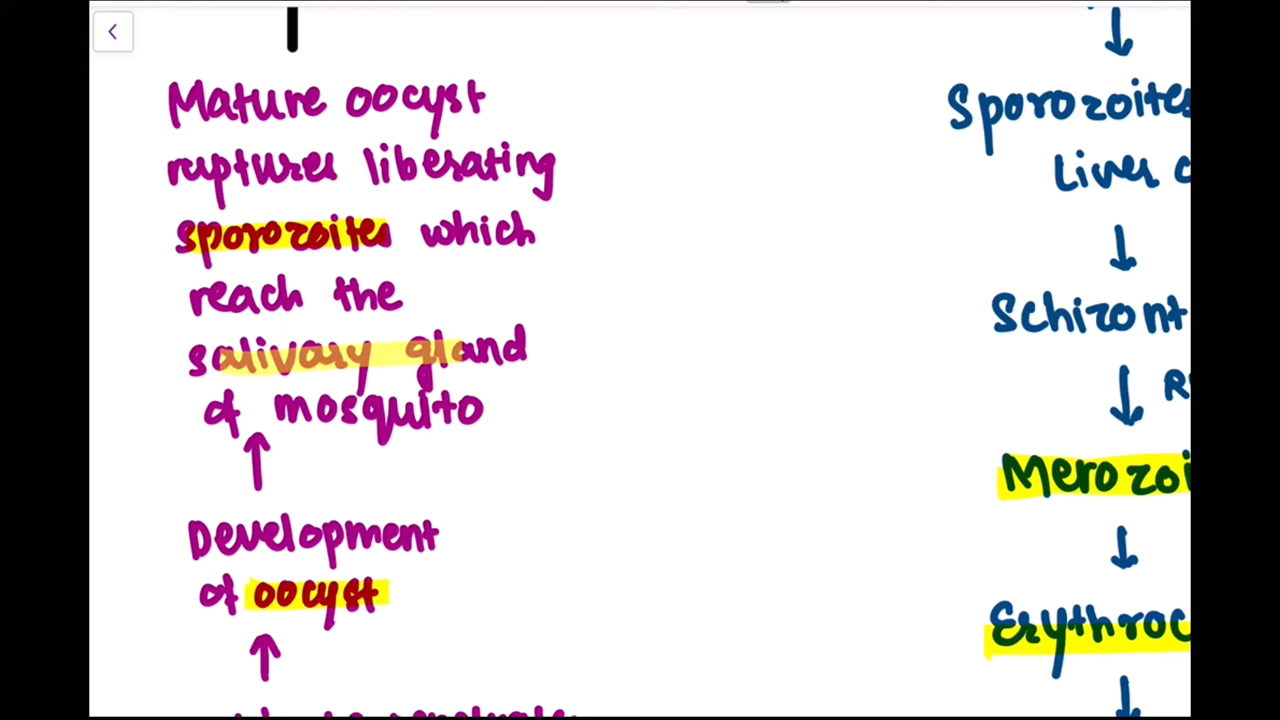 Mature oocyst
ruptures liberating
sporozoites which
reach the
salivary gland
of mosquito
Development
of oocyst
Sporozoites
Liver
Schizont
Merozoi
Erythroc